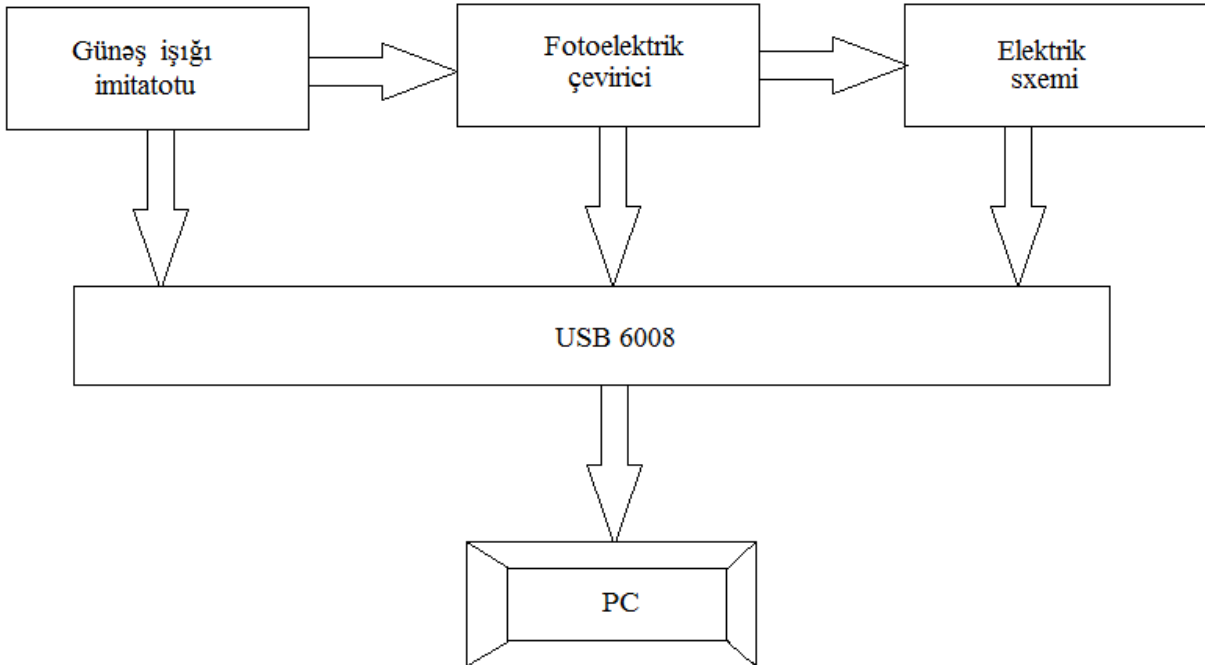 Günəş işığı
imitatotu
Fotoelektrik
çevirici
Elektrik
sxemi
USB 6008
PC